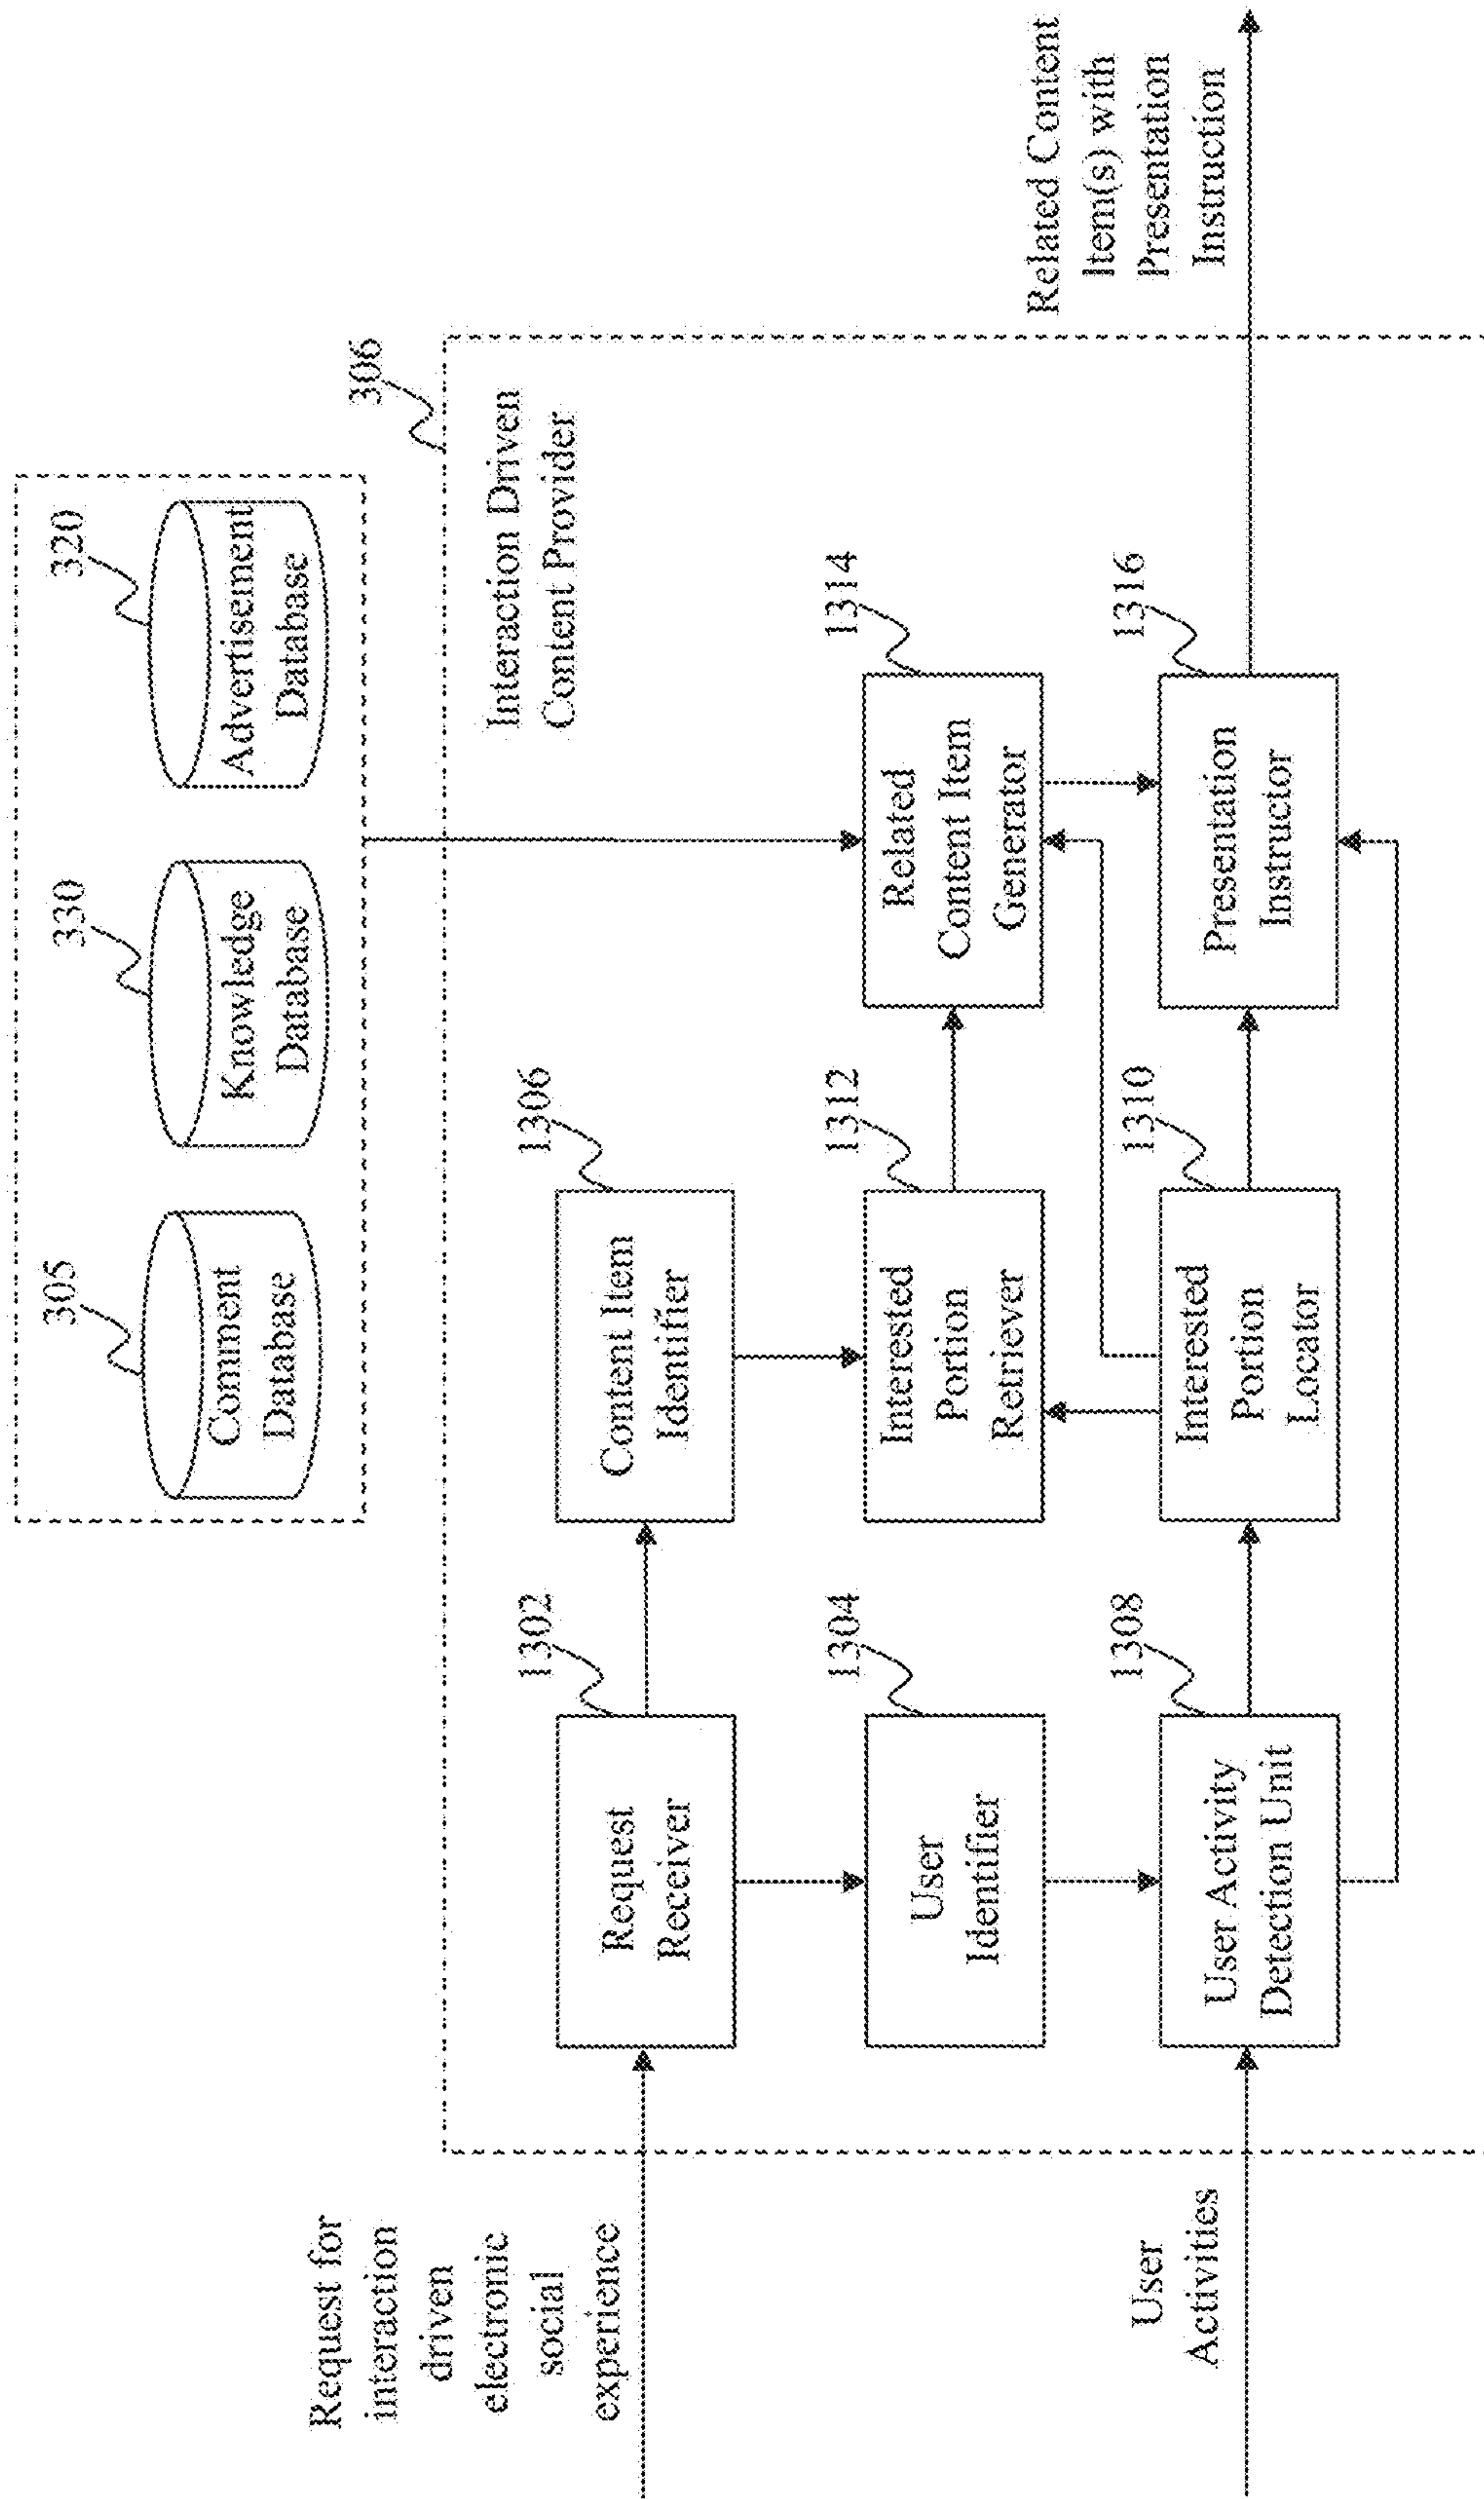 305
330
320
Comment
Database
Knowledge
Database
Advertisement
Database
306
Interaction Driven
Content Provider
Request for
interaction
driven
electronic
social
experience
1302
Request
Receiver
1306
Content Item
Identifier
1304
User
Identifier
1312
Interested
Portion
Retriever
1314
Related
Content Item
Generator
User
Activities
1308
User Activity
Detection Unit
1310
Interested
Portion
Locator
1316
Presentation
Instructor
Related Content
Item(s) with
Presentation
Instruction